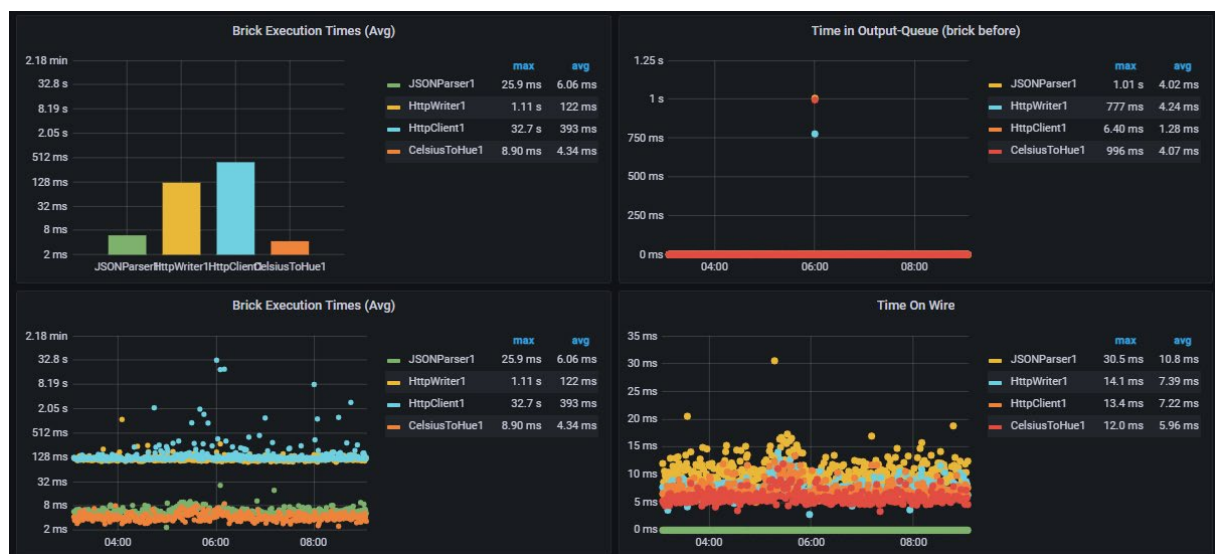 Brick Execution Times (Avg)
2.18 min
32.8 s
8.19 s
2.05 s
512 ms
128 ms
32 ms
8 ms
2 ms
JSONParser1 HttpWriter1 HttpClient1 CelsiusToHue1
max avg
JSONParser1 25.9 ms 6.06 ms
HttpWriter1 1.11 s 122 ms
HttpClient1 32.7 s 393 ms
CelsiusToHue1 8.90 ms 4.34 ms
Time in Output-Queue (brick before)
1.25 s
1 s
750 ms
500 ms
250 ms
0 ms
04:00 06:00 08:00
max avg
JSONParser1 1.01 s 4.02 ms
HttpWriter1 777 ms 4.24 ms
HttpClient1 6.40 ms 1.28 ms
CelsiusToHue1 996 ms 4.07 ms
Brick Execution Times (Avg)
2.18 min
32.8 s
8.19 s
2.05 s
512 ms
128 ms
32 ms
8 ms
2 ms
04:00 06:00 08:00
max avg
JSONParser1 25.9 ms 6.06 ms
HttpWriter1 1.11 s 122 ms
HttpClient1 32.7 s 393 ms
CelsiusToHue1 8.90 ms 4.34 ms
Time On Wire
35 ms
30 ms
25 ms
20 ms
15 ms
10 ms
5 ms
0 ms
04:00 06:00 08:00
max avg
JSONParser1 30.5 ms 10.8 ms
HttpWriter1 14.1 ms 7.39 ms
HttpClient1 13.4 ms 7.22 ms
CelsiusToHue1 12.0 ms 5.96 ms